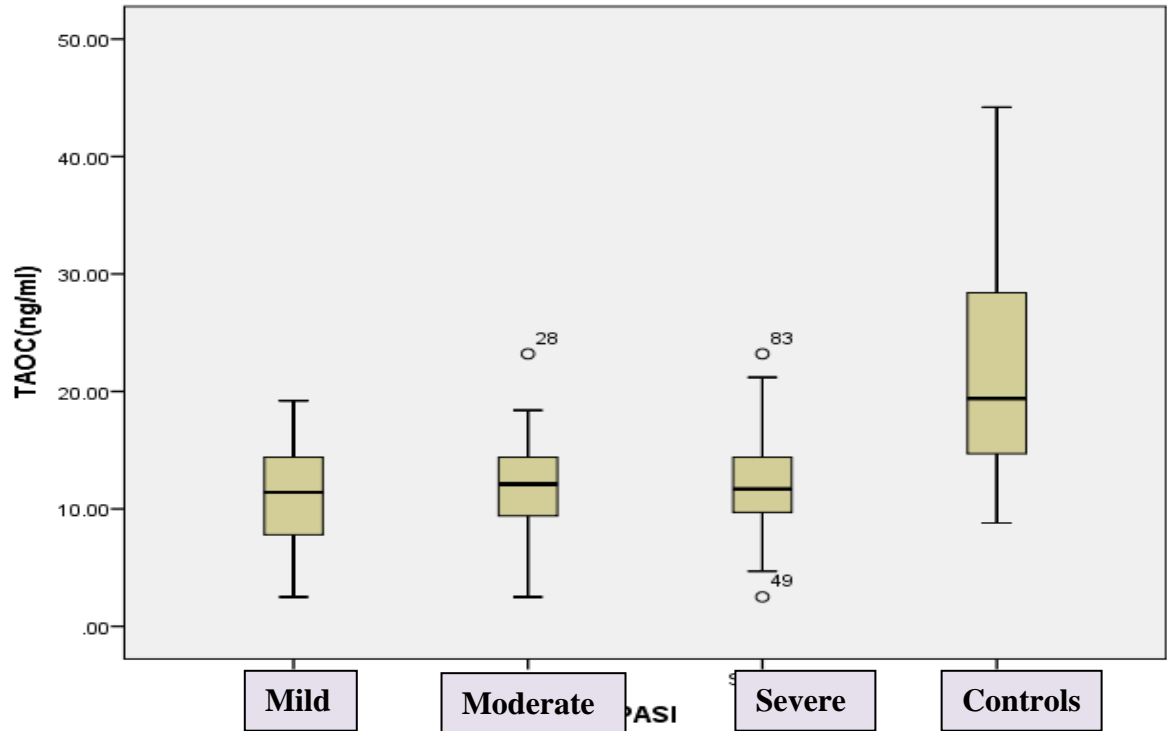 50.00
40.00
30.00
20.00
10.00
.00
TAOC(ng/ml)
28
83
49
Mild
Moderate
Severe
Controls
PASI